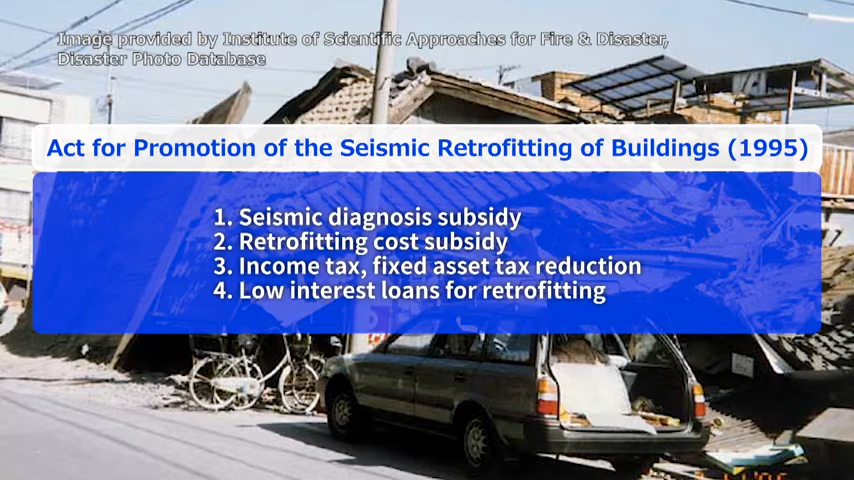 Image provided by Institute of Scientific Approaches for Fire & Disaster,
Disaster Photo Database
Act for Promotion of the Seismic Retrofitting of Buildings (1995)
1. Seismic diagnosis subsidy
2. Retrofitting cost subsidy
3. Income tax, fixed asset tax reduction
4. Low interest loans for retrofitting